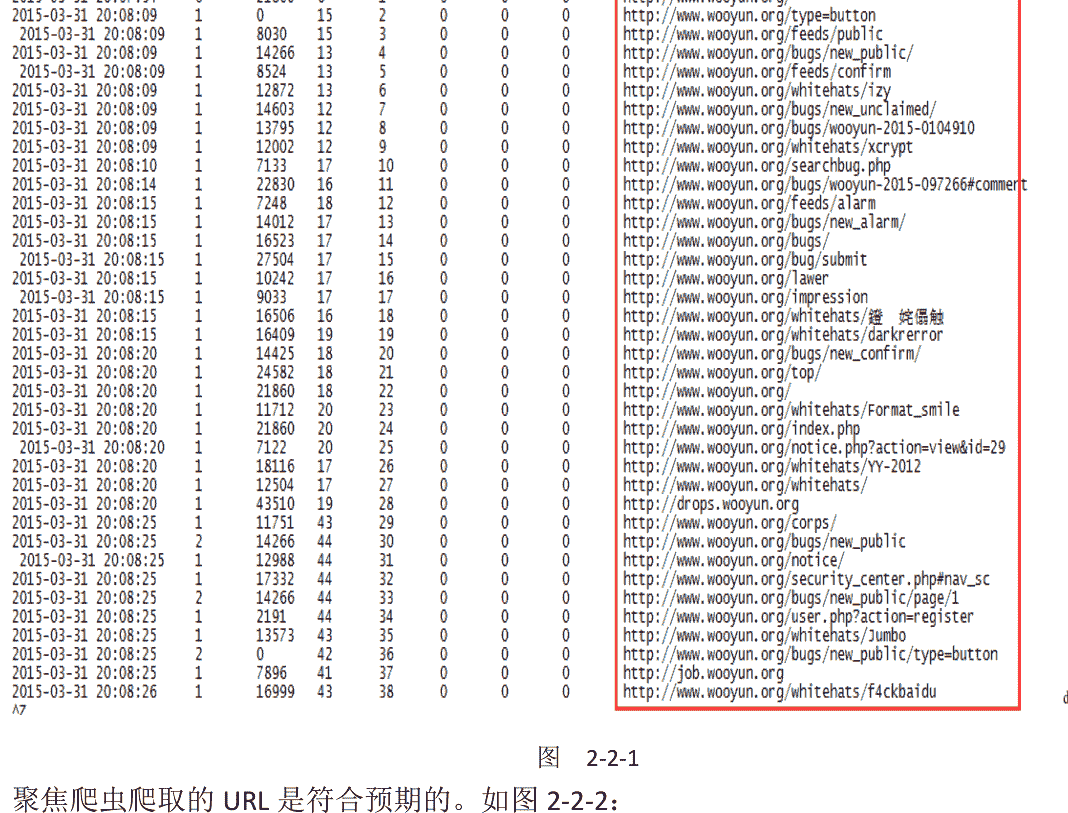 2015-03-31 20:08:09 1 0 15 2 0 0 0 http://www.wooyun.org/type=button
2015-03-31 20:08:09 1 8030 15 3 0 0 0 http://www.wooyun.org/feeds/public
2015-03-31 20:08:09 1 14266 13 4 0 0 0 http://www.wooyun.org/bugs/new_public/
2015-03-31 20:08:09 1 8524 13 5 0 0 0 http://www.wooyun.org/feeds/confirm
2015-03-31 20:08:09 1 12872 13 6 0 0 0 http://www.wooyun.org/whitehats/izy
2015-03-31 20:08:09 1 14603 12 7 0 0 0 http://www.wooyun.org/bugs/new_unclaimed/
2015-03-31 20:08:09 1 13795 12 8 0 0 0 http://www.wooyun.org/bugs/wooyun-2015-0104910
2015-03-31 20:08:09 1 12002 12 9 0 0 0 http://www.wooyun.org/whitehats/xcrypt
2015-03-31 20:08:10 1 7133 17 10 0 0 0 http://www.wooyun.org/searchbug.php
2015-03-31 20:08:14 1 22830 16 11 0 0 0 http://www.wooyun.org/bugs/wooyun-2015-097266#comment
2015-03-31 20:08:15 1 7248 18 12 0 0 0 http://www.wooyun.org/feeds/alarm
2015-03-31 20:08:15 1 14012 17 13 0 0 0 http://www.wooyun.org/bugs/new_alarm/
2015-03-31 20:08:15 1 16523 17 14 0 0 0 http://www.wooyun.org/bugs/
2015-03-31 20:08:15 1 27504 17 15 0 0 0 http://www.wooyun.org/bug/submit
2015-03-31 20:08:15 1 10242 17 16 0 0 0 http://www.wooyun.org/lawer
2015-03-31 20:08:15 1 9033 17 17 0 0 0 http://www.wooyun.org/impression
2015-03-31 20:08:15 1 16506 16 18 0 0 0 http://www.wooyun.org/whitehats/
2015-03-31 20:08:15 1 16409 19 19 0 0 0 http://www.wooyun.org/whitehats/darkrerror
2015-03-31 20:08:20 1 14425 18 20 0 0 0 http://www.wooyun.org/bugs/new_confirm/
2015-03-31 20:08:20 1 24582 18 21 0 0 0 http://www.wooyun.org/top/
2015-03-31 20:08:20 1 21860 18 22 0 0 0 http://www.wooyun.org/
2015-03-31 20:08:20 1 11712 20 23 0 0 0 http://www.wooyun.org/whitehats/Format_smile
2015-03-31 20:08:20 1 21860 20 24 0 0 0 http://www.wooyun.org/index.php
2015-03-31 20:08:20 1 7122 20 25 0 0 0 http://www.wooyun.org/notice.php?action=view&id=29
2015-03-31 20:08:20 1 18116 17 26 0 0 0 http://www.wooyun.org/whitehats/YY-2012
2015-03-31 20:08:20 1 12504 17 27 0 0 0 http://www.wooyun.org/whitehats/
2015-03-31 20:08:20 1 43510 19 28 0 0 0 http://drops.wooyun.org
2015-03-31 20:08:25 1 11751 43 29 0 0 0 http://www.wooyun.org/corps/
2015-03-31 20:08:25 2 14266 44 30 0 0 0 http://www.wooyun.org/bugs/new_public
2015-03-31 20:08:25 1 12988 44 31 0 0 0 http://www.wooyun.org/notice/
2015-03-31 20:08:25 1 17332 44 32 0 0 0 http://www.wooyun.org/security_center.php#nav_sc
2015-03-31 20:08:25 2 14266 44 33 0 0 0 http://www.wooyun.org/bugs/new_public/page/1
2015-03-31 20:08:25 1 2191 44 34 0 0 0 http://www.wooyun.org/user.php?action=register
2015-03-31 20:08:25 1 13573 43 35 0 0 0 http://www.wooyun.org/whitehats/Jumbo
2015-03-31 20:08:25 2 0 42 36 0 0 0 http://www.wooyun.org/bugs/new_public/type=button
2015-03-31 20:08:25 1 7896 41 37 0 0 0 http://job.wooyun.org
2015-03-31 20:08:26 1 16999 43 38 0 0 0 http://www.wooyun.org/whitehats/f4ckbaidu
^Z
图 2-2-1
聚焦爬虫爬取的 URL 是符合预期的。如图 2-2-2：